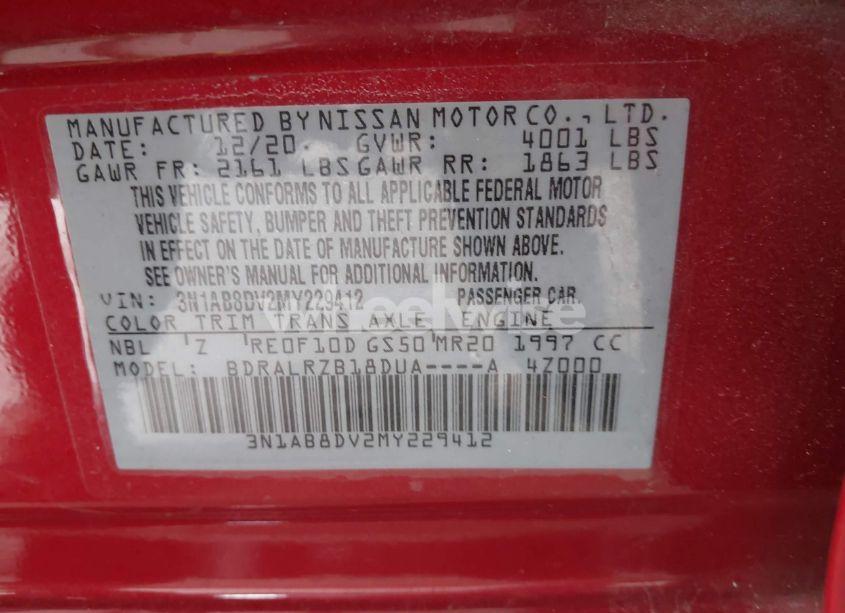 MANUFACTURED BY NISSAN MOTOR CO., LTD.
DATE: 12/20 GVWR: 4001 LBS
GAWR FR: 2161 LBS GAWR RR: 1863 LBS
THIS VEHICLE CONFORMS TO ALL APPLICABLE FEDERAL MOTOR
VEHICLE SAFETY, BUMPER AND THEFT PREVENTION STANDARDS
IN EFFECT ON THE DATE OF MANUFACTURE SHOWN ABOVE.
SEE OWNER'S MANUAL FOR ADDITIONAL INFORMATION.
VIN: 3N1AB8DV2MY229412 PASSENGER CAR.
COLOR TRIM TRANS AXLE ENGINE
NBL Z RE0F10D GS50 MR20 1997 CC
MODEL: BDRALRZB18DUA----A 4Z000
3N1AB8DV2MY229412